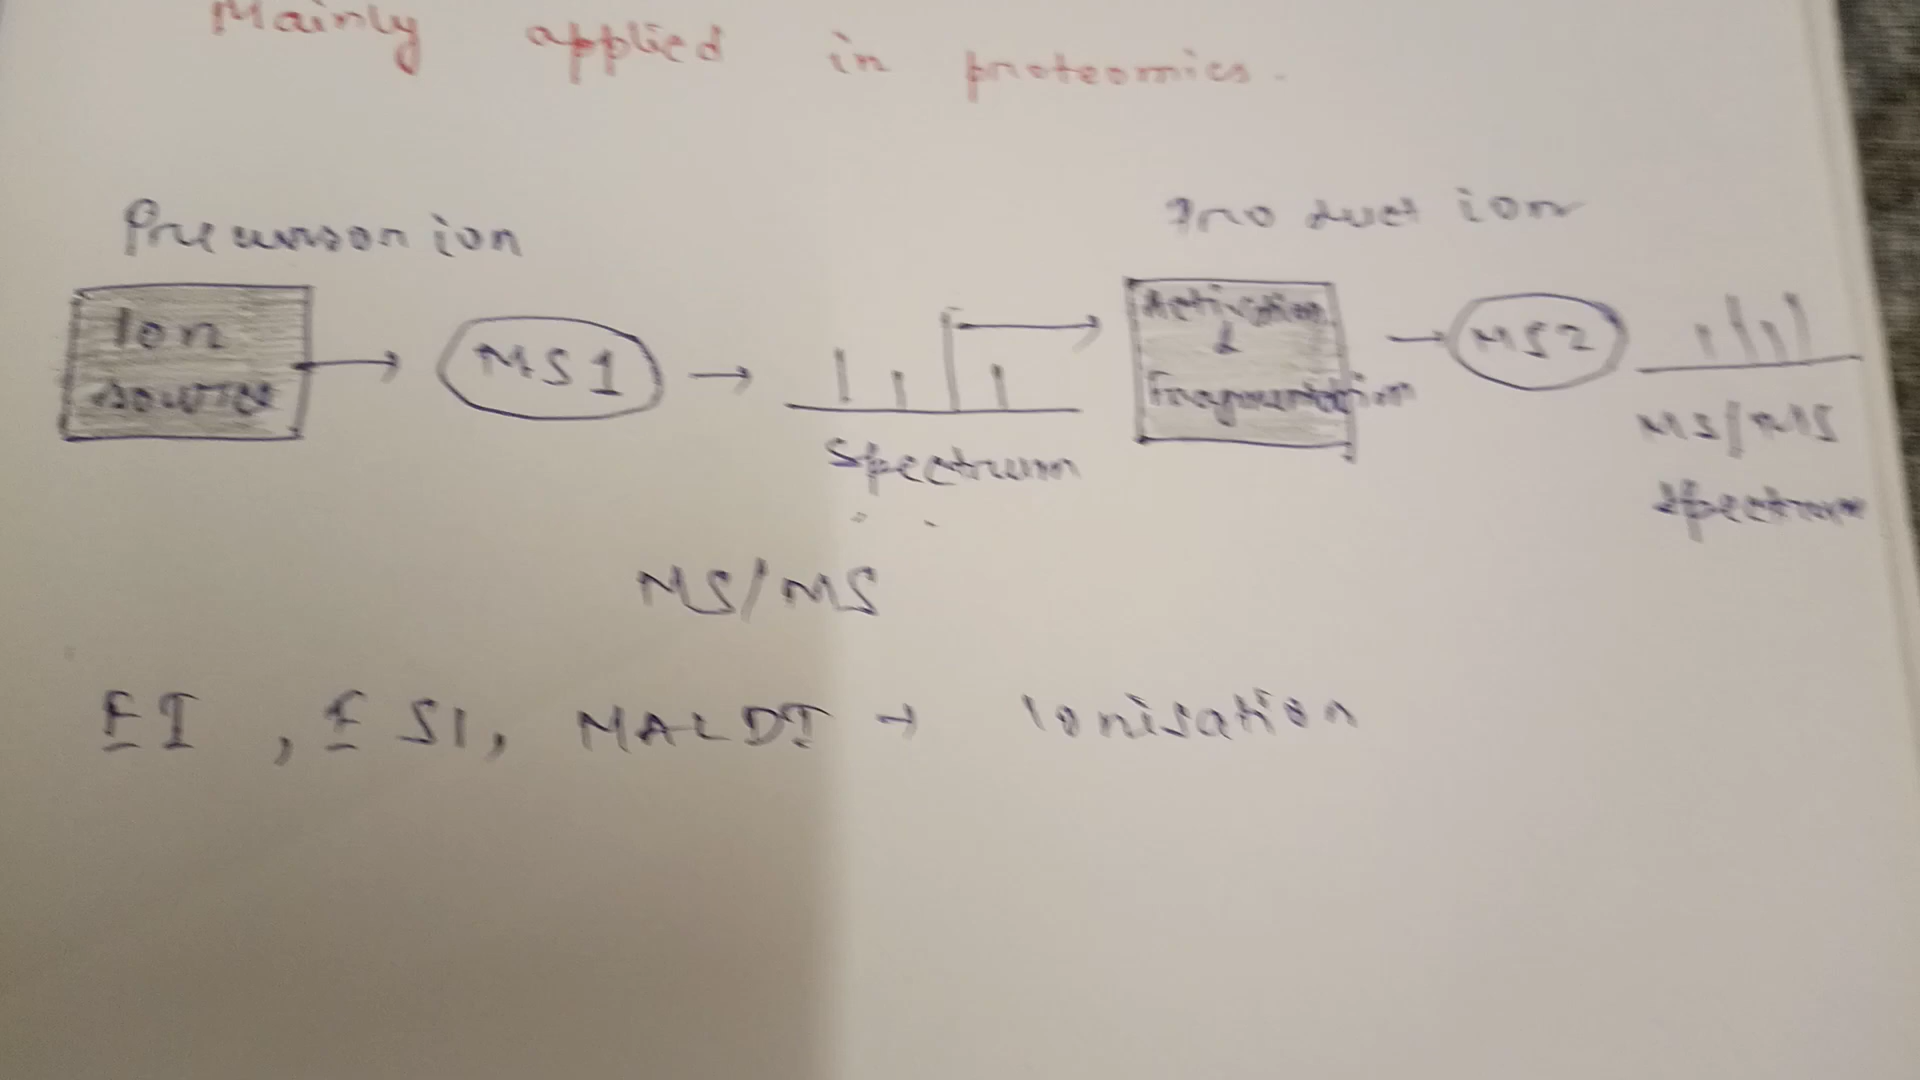 Mainly applied in proteomics.
Precursor ion
Product ion
Ion
source
MS1
Spectrum
Activation
&
Fragmentation
MS2
MS/MS
Spectrum
MS/MS
EI, ESI, MALDI → Ionisation